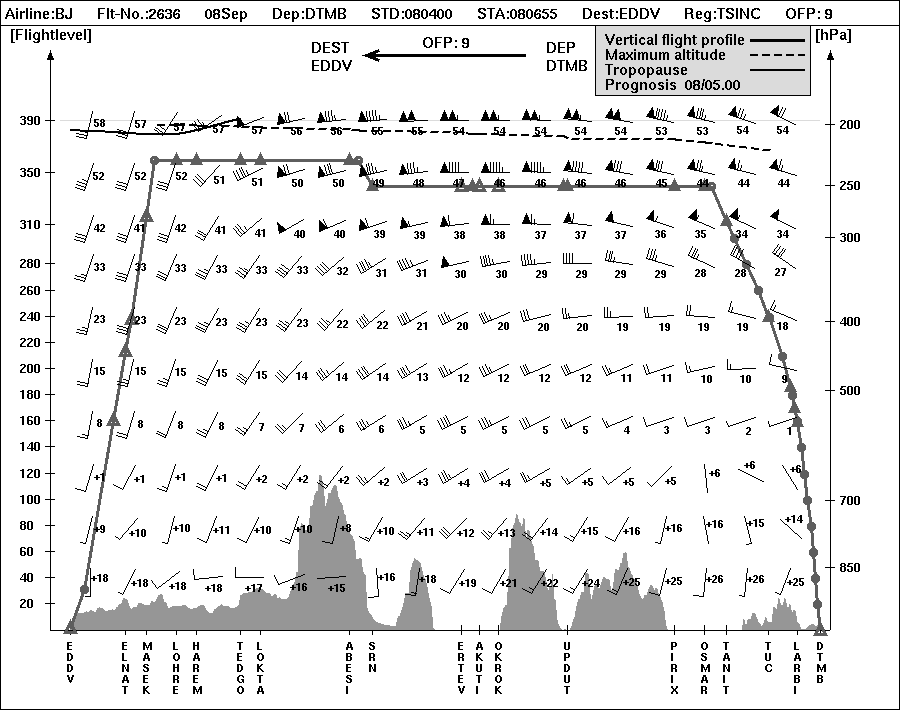 Airline:BJ Flt-No.:2636 08Sep Dep:DTMB STD:080400 STA:080655 Dest:EDDV Reg:TSINC OFP: 9
[Flightlevel] DEST EDDV OFP: 9 DEP DTMB [hPa]
Vertical flight profile
Maximum altitude
Tropopause
Prognosis 08/05.00
390 58 57 57 57 57 56 56 55 55 54 54 54 54 54 53 53 54 54 200
350 52 52 52 51 51 50 50 49 48 47 46 46 46 46 45 44 44 44 250
310 42 41 42 41 41 40 40 39 39 38 38 37 37 37 36 35 34 34 300
280 33 33 33 33 33 33 32 31 31 30 30 29 29 29 29 28 28 27
260
240 23 23 23 23 23 23 22 22 21 20 20 20 20 19 19 19 19 18 400
220
200 15 15 15 15 15 14 14 14 13 12 12 12 12 11 11 10 10 9 500
180
160 8 8 8 8 7 7 6 6 5 5 5 5 5 4 3 3 2 1
140
120 +1 +1 +1 +1 +2 +2 +2 +2 +3 +4 +4 +5 +5 +5 +5 +6 +6 +6
100 700
80 +9 +10 +10 +11 +10 +10 +8 +10 +11 +12 +13 +14 +15 +16 +16 +16 +15 +14
60
40 +18 +18 +18 +18 +17 +16 +15 +16 +18 +19 +21 +22 +24 +25 +25 +26 +26 +25 850
20
EDDV ELNAT MASEK LOHRE HAREM TEDGO LOKTA ABESI SRN ERTEV AKUTI OKROK UPDUT PIRIX OSMAR TANIT TUC LARBI DTMB